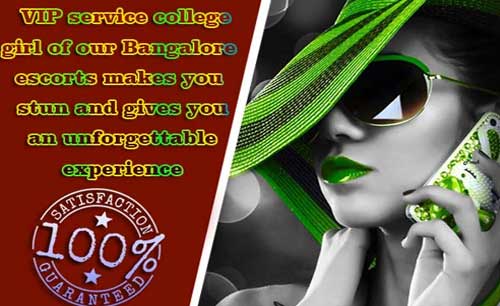 VIP service college
girl of our Bangalore
escorts makes you
stun and gives you
an unforgettable
experience
SATISFACTION
100%
GUARANTEED